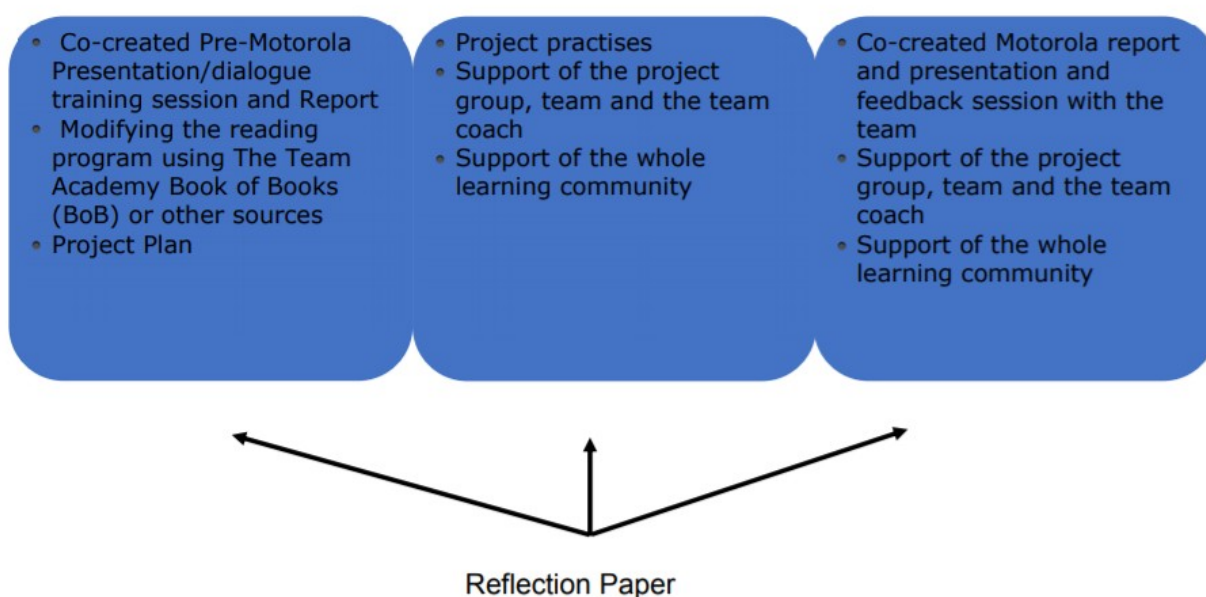 • Co-created Pre-Motorola
Presentation/dialogue
training session and Report
• Modifying the reading
program using The Team
Academy Book of Books
(BoB) or other sources
• Project Plan
• Project practises
• Support of the project
group, team and the team
coach
• Support of the whole
learning community
• Co-created Motorola report
and presentation and
feedback session with the
team
• Support of the project
group, team and the team
coach
• Support of the whole
learning community
Reflection Paper